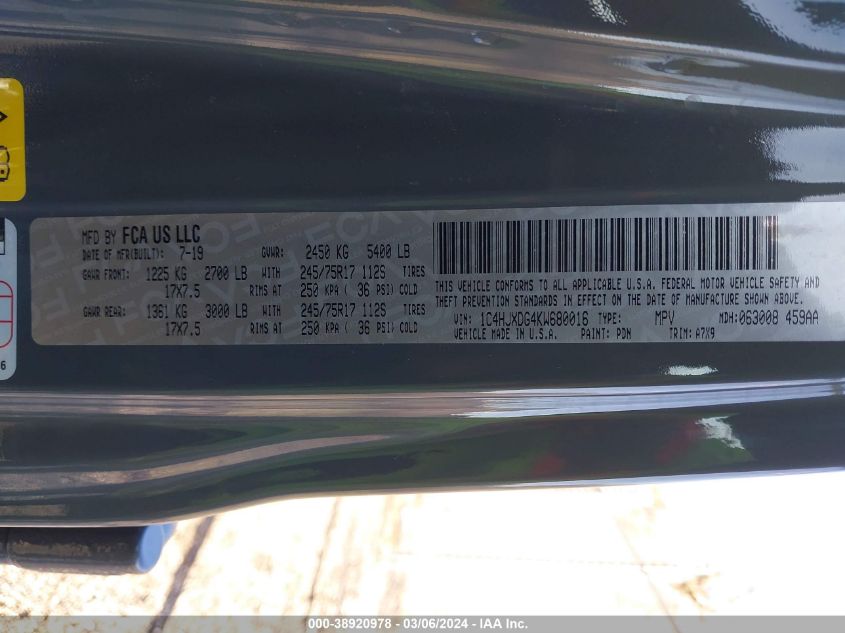 MFD BY FCA US LLC
DATE OF MFR(BUILT): 7-19 GVWR: 2450 KG 5400 LB
GAWR FRONT: 1225 KG 2700 LB WITH 245/75R17 112S TIRES
17X7.5 RIMS AT 250 KPA ( 36 PSI) COLD
GAWR REAR: 1361 KG 3000 LB WITH 245/75R17 112S TIRES
17X7.5 RIMS AT 250 KPA ( 36 PSI) COLD
THIS VEHICLE CONFORMS TO ALL APPLICABLE U.S.A. FEDERAL MOTOR VEHICLE SAFETY AND
THEFT PREVENTION STANDARDS IN EFFECT ON THE DATE OF MANUFACTURE SHOWN ABOVE.
VIN: 1C4HJXDG4KW680016 TYPE: MPV MDH: 063008 459AA
VEHICLE MADE IN U.S.A. PAINT: PDN TRIM: A7X9
6
000-38920978 - 03/06/2024 - IAA Inc.